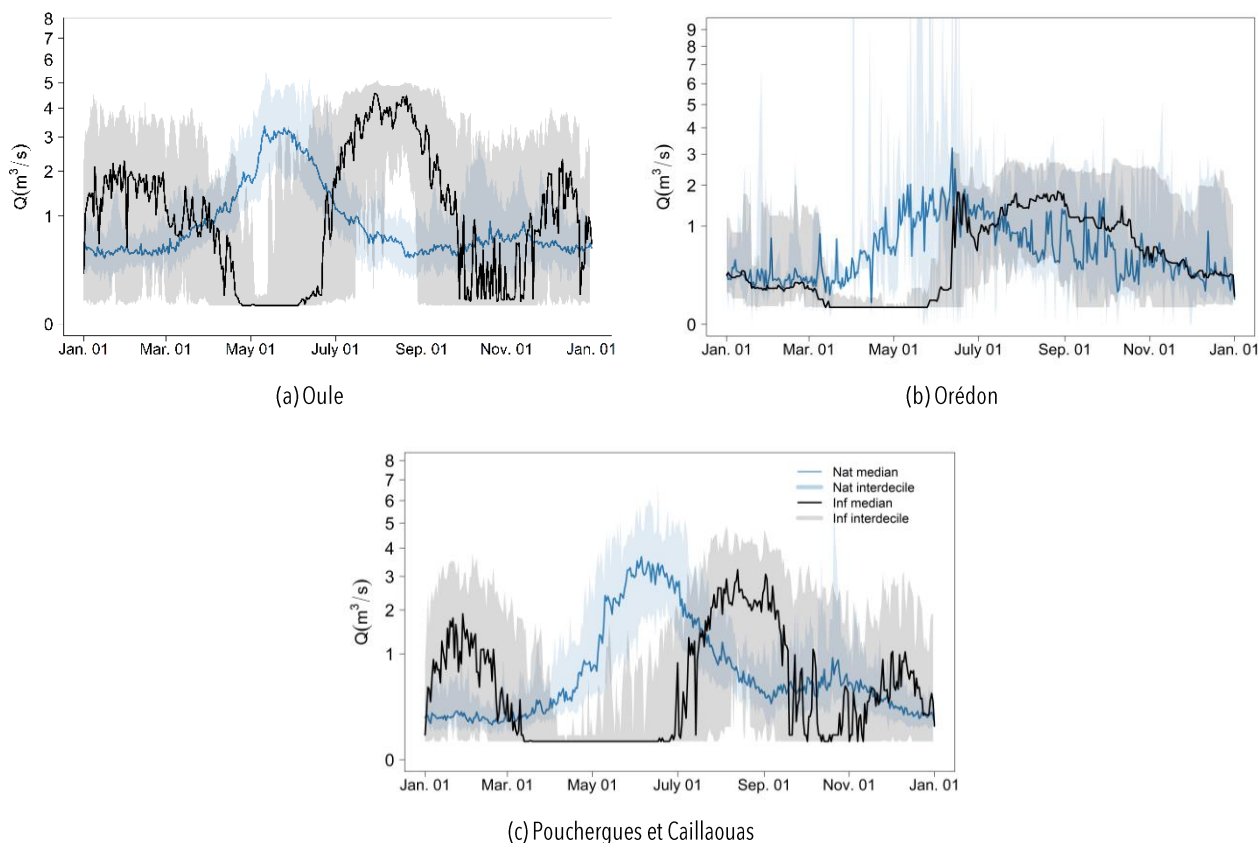 8
7
6
5
4
3
2
1
0
Q(m³/s)
Jan. 01 Mar. 01 May 01 July 01 Sep. 01 Nov. 01 Jan. 01
(a) Oule
9
8
7
6
5
4
3
2
1
0
Q(m³/s)
Jan. 01 Mar. 01 May 01 July 01 Sep. 01 Nov. 01 Jan. 01
(b) Orédon
8
7
6
5
4
3
2
1
0
Q(m³/s)
Nat median
Nat interdecile
Inf median
Inf interdecile
Jan. 01 Mar. 01 May 01 July 01 Sep. 01 Nov. 01 Jan. 01
(c) Pouchergues et Caillaouas